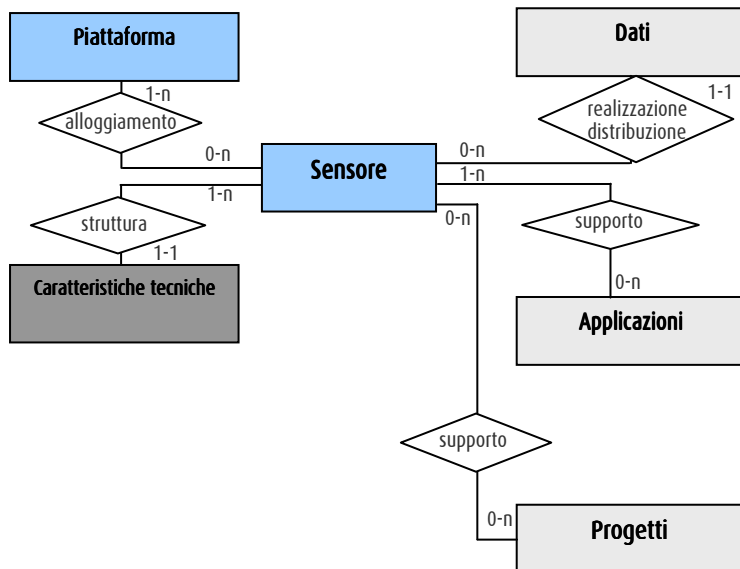 Piattaforma
Dati
1-n
1-1
alloggiamento
realizzazione
distribuzione
0-n
Sensore
0-n
1-n
1-n
struttura
0-n
supporto
1-1
Caratteristiche tecniche
0-n
Applicazioni
supporto
0-n
Progetti